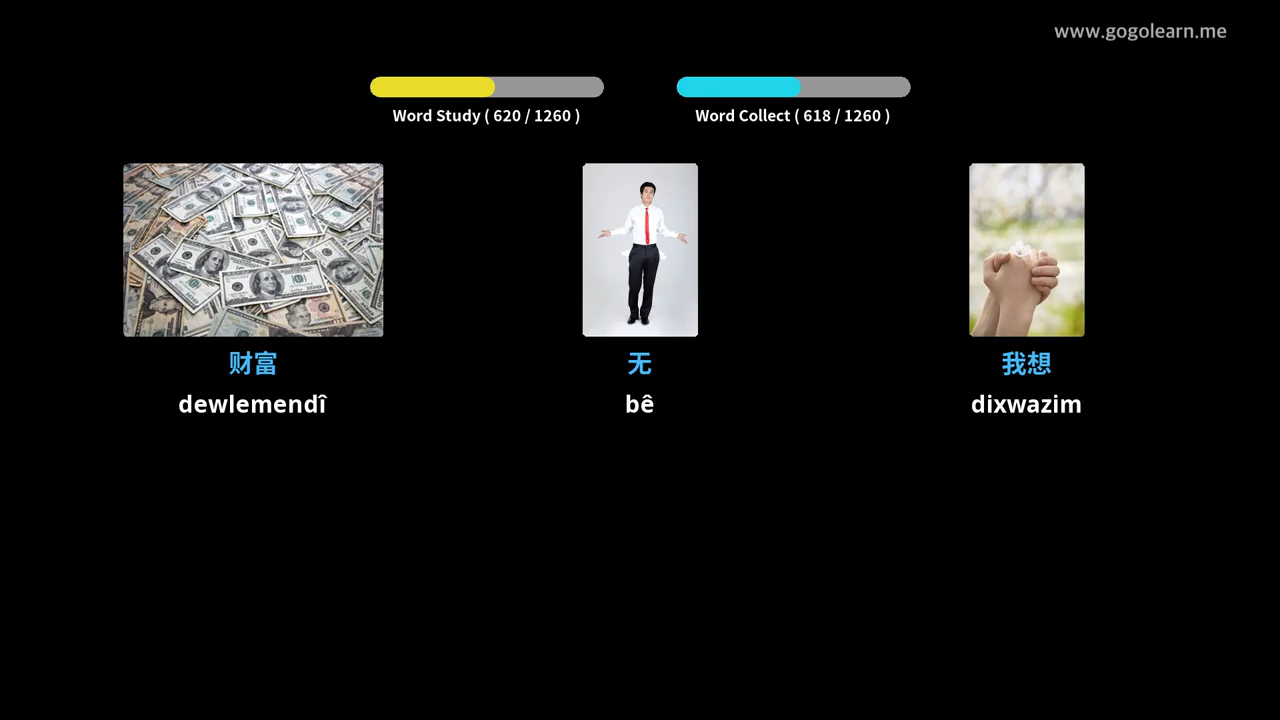 www.gogolearn.me
Word Study ( 620 / 1260 )
Word Collect ( 618 / 1260 )
财富
无
我想
dewlemendî
bê
dixwazim